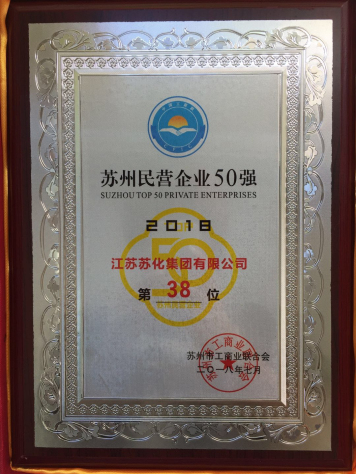 苏州民营企业50强
SUZHOU TOP 50 PRIVATE ENTERPRISES
2018
江苏苏化集团有限公司
第 38 位
苏州市工商业联合会
二〇一八年七月